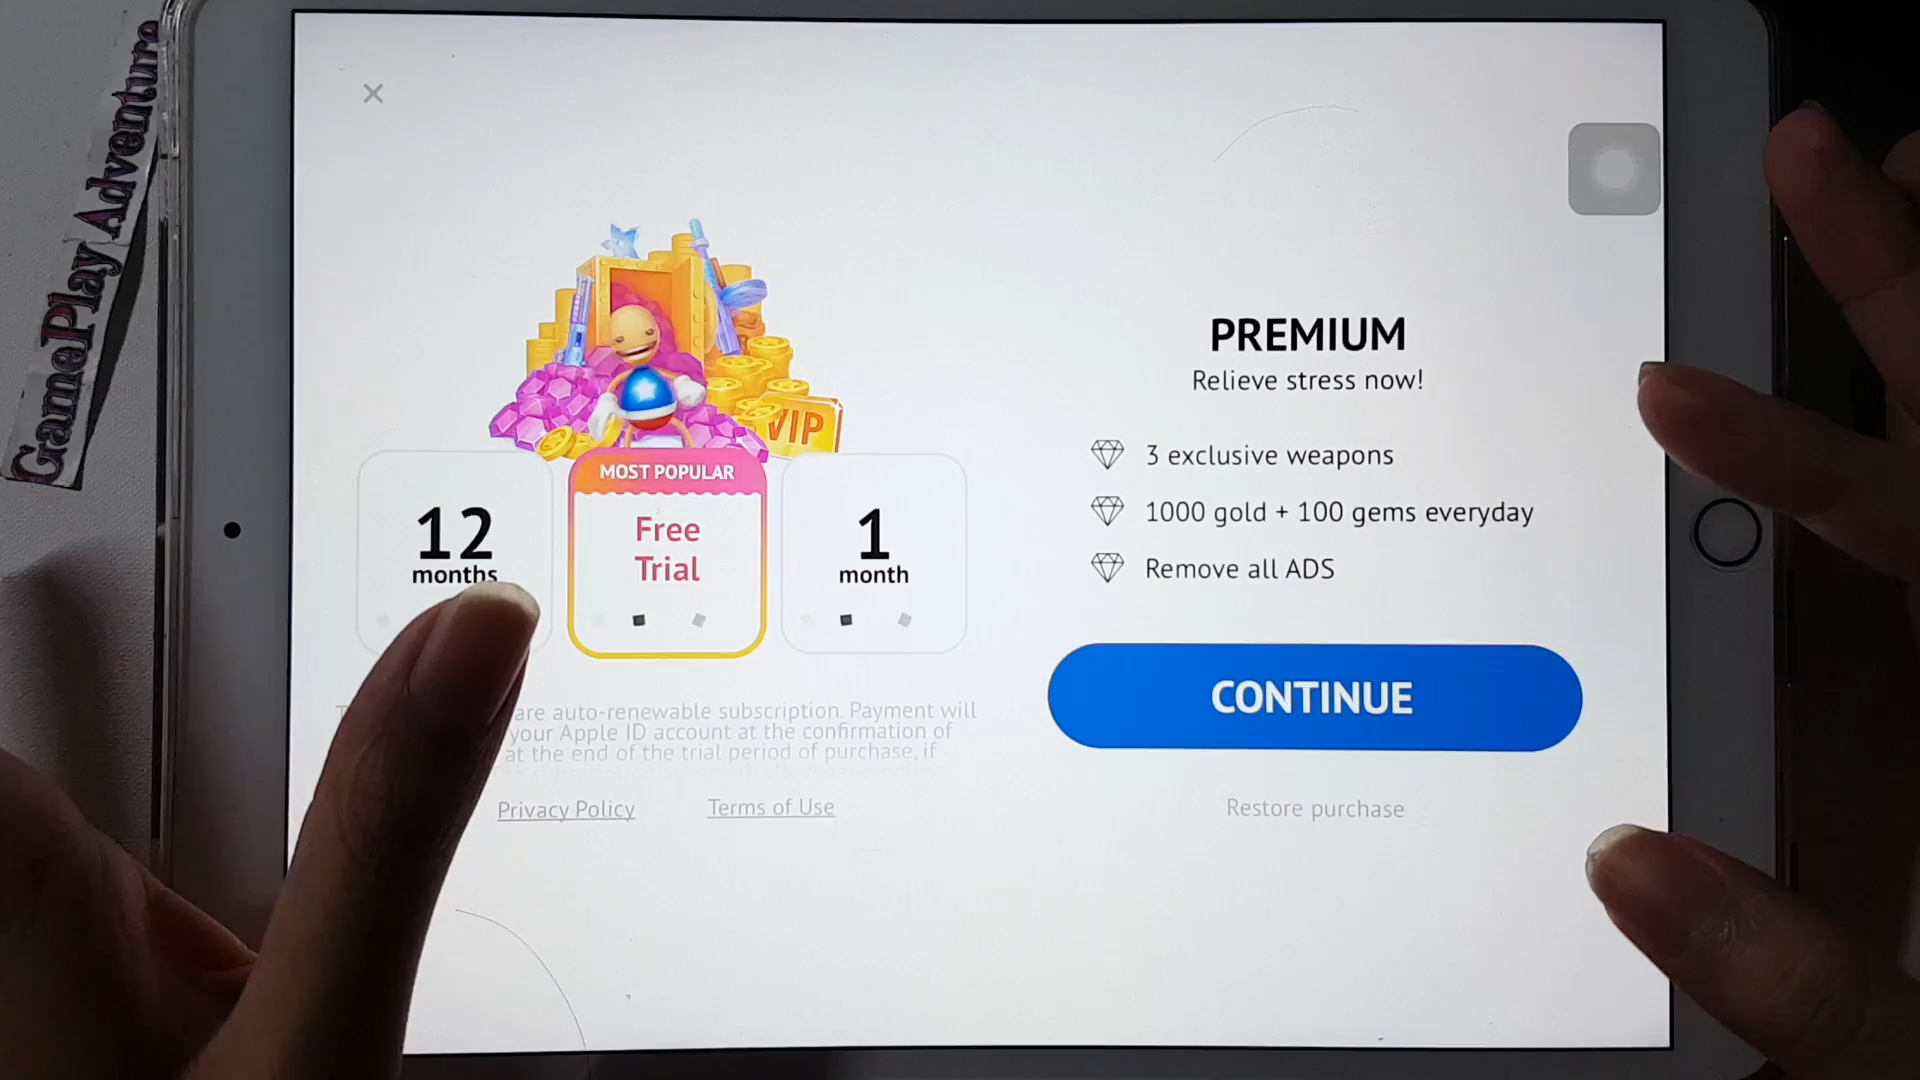 GamePlay Adventure
VIP
MOST POPULAR
12
months
Free
Trial
1
month
are auto-renewable subscription. Payment will
your Apple ID account at the confirmation of
at the end of the trial period of purchase, if
Privacy Policy
Terms of Use
PREMIUM
Relieve stress now!
3 exclusive weapons
1000 gold + 100 gems everyday
Remove all ADS
CONTINUE
Restore purchase